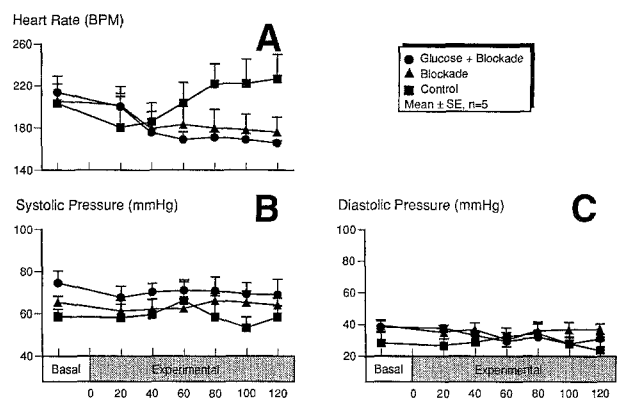 Heart Rate (BPM)
A
260
220
180
140
Glucose + Blockade
Blockade
Control
Mean ± SE, n=5
Systolic Pressure (mmHg)
B
100
80
60
40
Basal
Experimental
0 20 40 60 80 100 120
Diastolic Pressure (mmHg)
C
100
80
60
40
20
Basal
Experimental
0 20 40 60 80 100 120